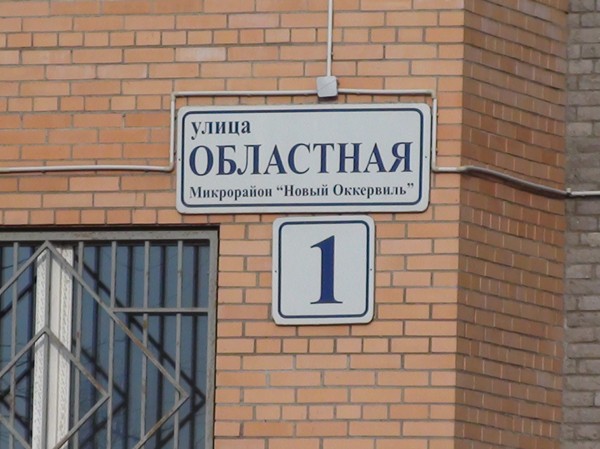 улица
ОБЛАСТНАЯ
Микрорайон “Новый Оккервиль”
1